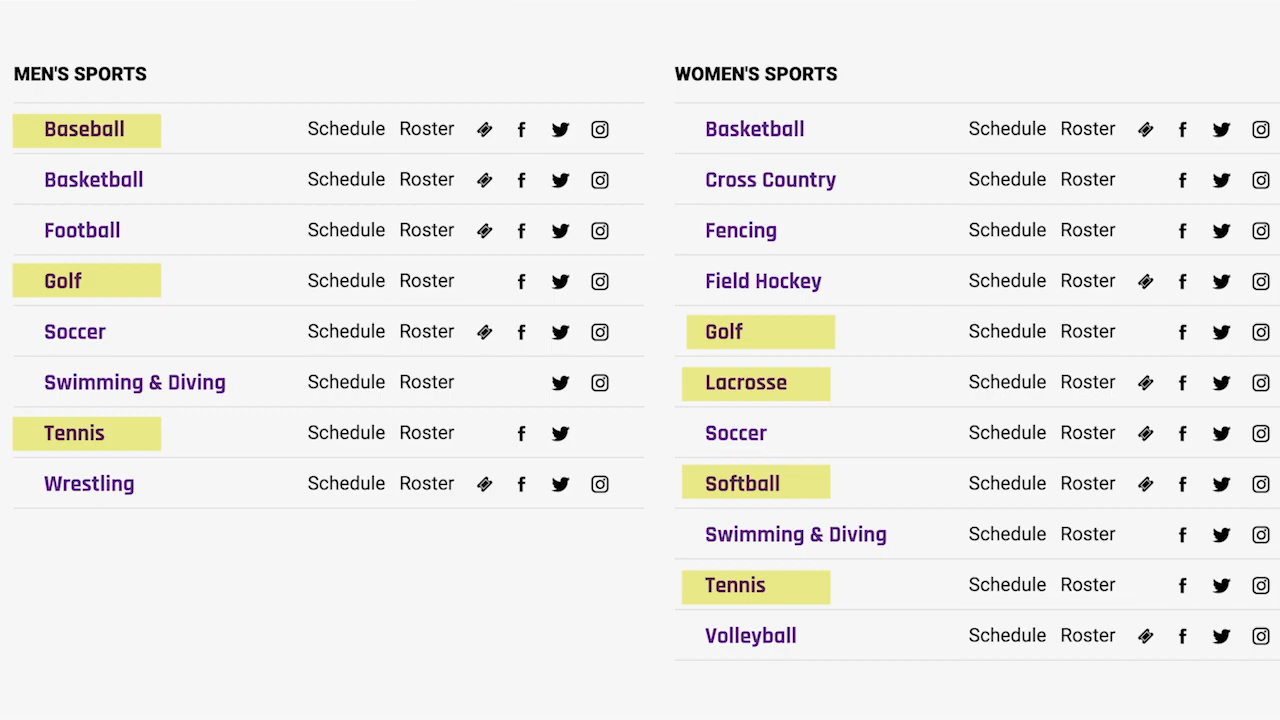 MEN'S SPORTS
Baseball Schedule Roster
Basketball Schedule Roster
Football Schedule Roster
Golf Schedule Roster
Soccer Schedule Roster
Swimming & Diving Schedule Roster
Tennis Schedule Roster
Wrestling Schedule Roster
WOMEN'S SPORTS
Basketball Schedule Roster
Cross Country Schedule Roster
Fencing Schedule Roster
Field Hockey Schedule Roster
Golf Schedule Roster
Lacrosse Schedule Roster
Soccer Schedule Roster
Softball Schedule Roster
Swimming & Diving Schedule Roster
Tennis Schedule Roster
Volleyball Schedule Roster